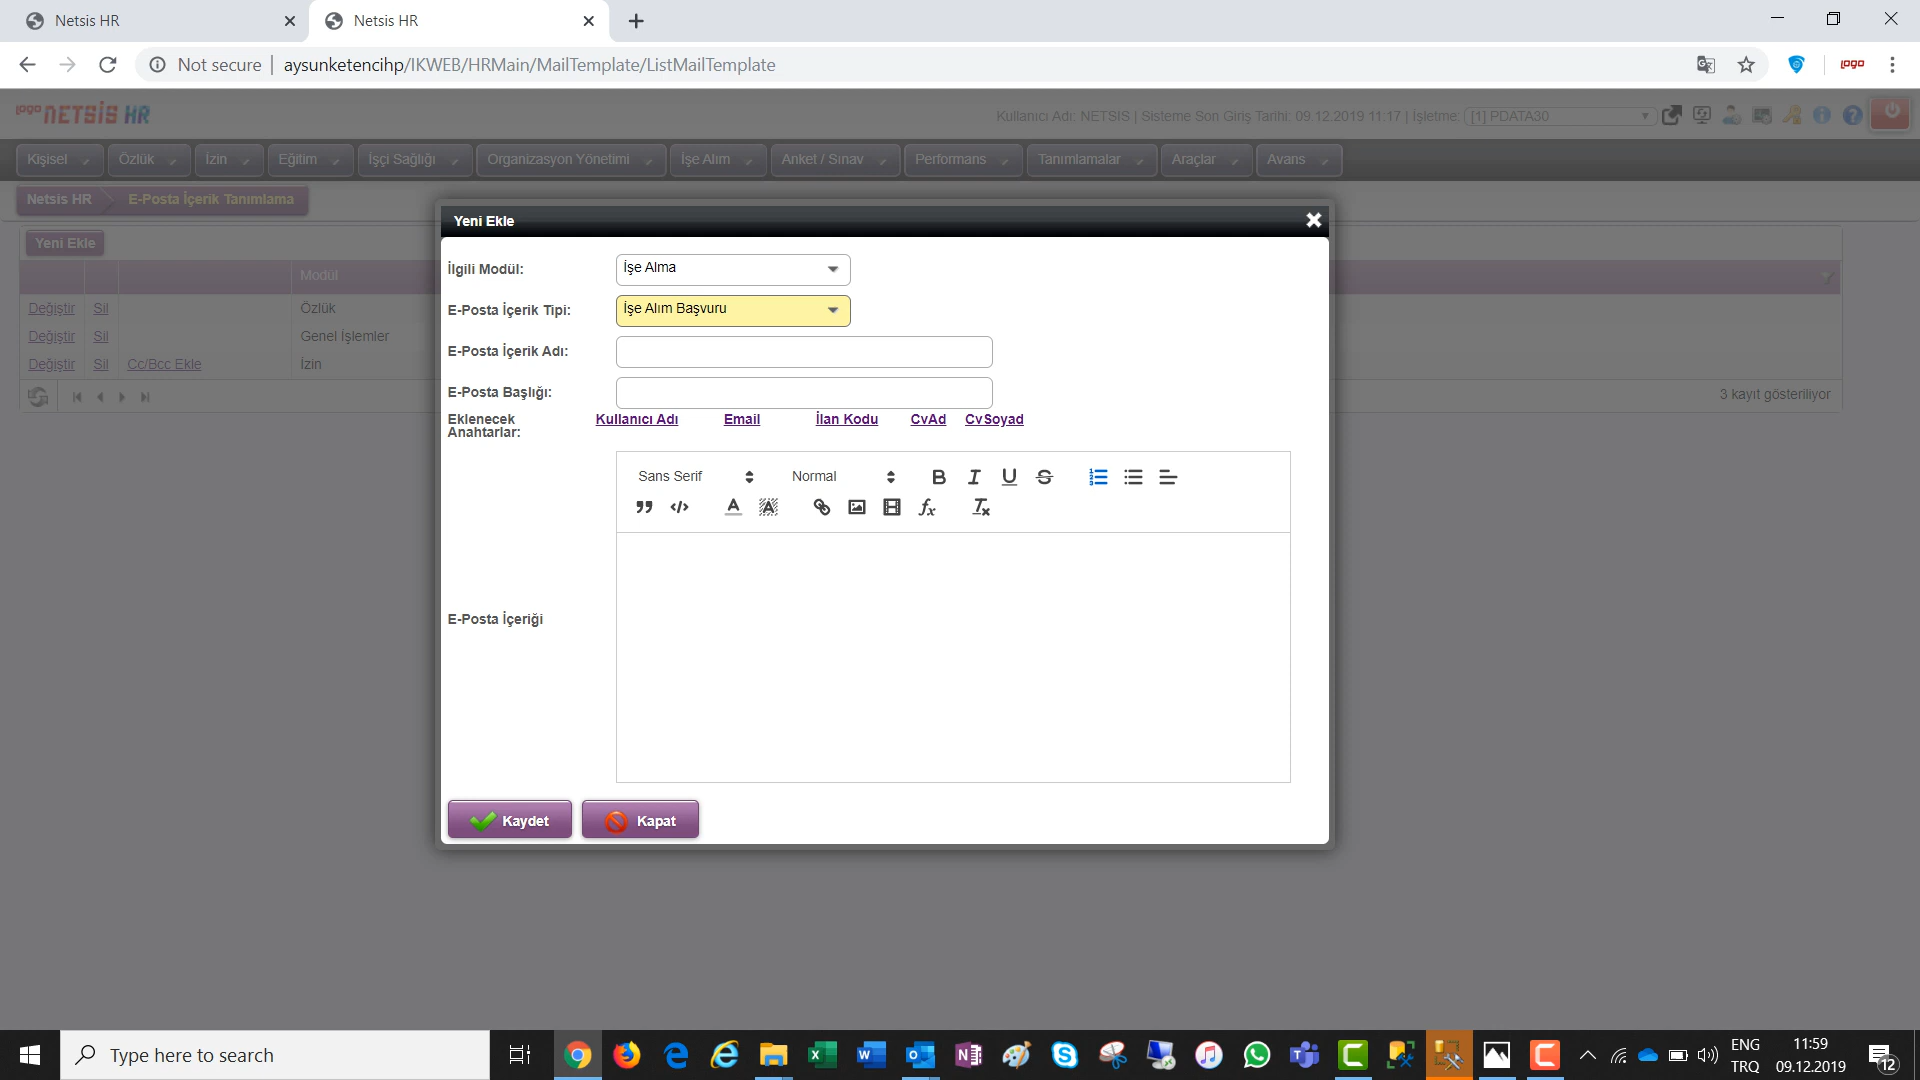 Netsis HR
Netsis HR
Not secure | aysunketencihp/IKWEB/HRMain/MailTemplate/ListMailTemplate
LOGO
LOGO NETSİS HR
Kullanıcı Adı: NETSIS | Sisteme Son Giriş Tarihi: 09.12.2019 11:17 | İşletme: [1] PDATA30
Kişisel Özlük İzin Eğitim İşçi Sağlığı Organizasyon Yönetimi İşe Alım Anket / Sınav Performans Tanımlamalar Araçlar Avans
Netsis HR E-Posta İçerik Tanımlama
Yeni Ekle
Modül
Değiştir Sil Özlük
Değiştir Sil Genel İşlemler
Değiştir Sil Cc/Bcc Ekle İzin
3 kayıt gösteriliyor
Yeni Ekle
İlgili Modül: İşe Alma
E-Posta İçerik Tipi: İşe Alım Başvuru
E-Posta İçerik Adı:
E-Posta Başlığı:
Eklenecek Anahtarlar: Kullanıcı Adı Email İlan Kodu CvAd CvSoyad
Sans Serif Normal
E-Posta İçeriği
Kaydet Kapat
Type here to search
ENG
TRQ
11:59
09.12.2019
12